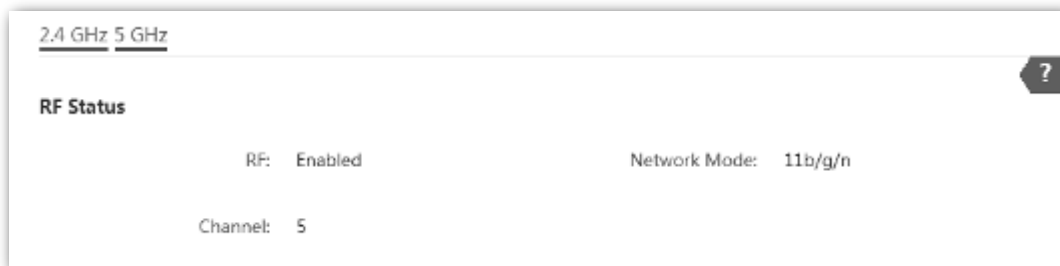 2.4 GHz 5 GHz
?
RF Status
RF: Enabled Network Mode: 11b/g/n
Channel: 5